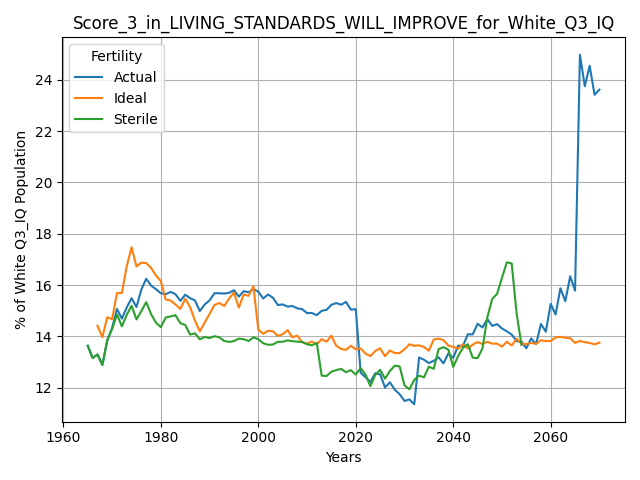 Score_3_in_LIVING_STANDARDS_WILL_IMPROVE_for_White_Q3_IQ
Fertility
Actual
Ideal
Sterile
% of White Q3_IQ Population
24
22
20
18
16
14
12
1960 1980 2000 2020 2040 2060
Years